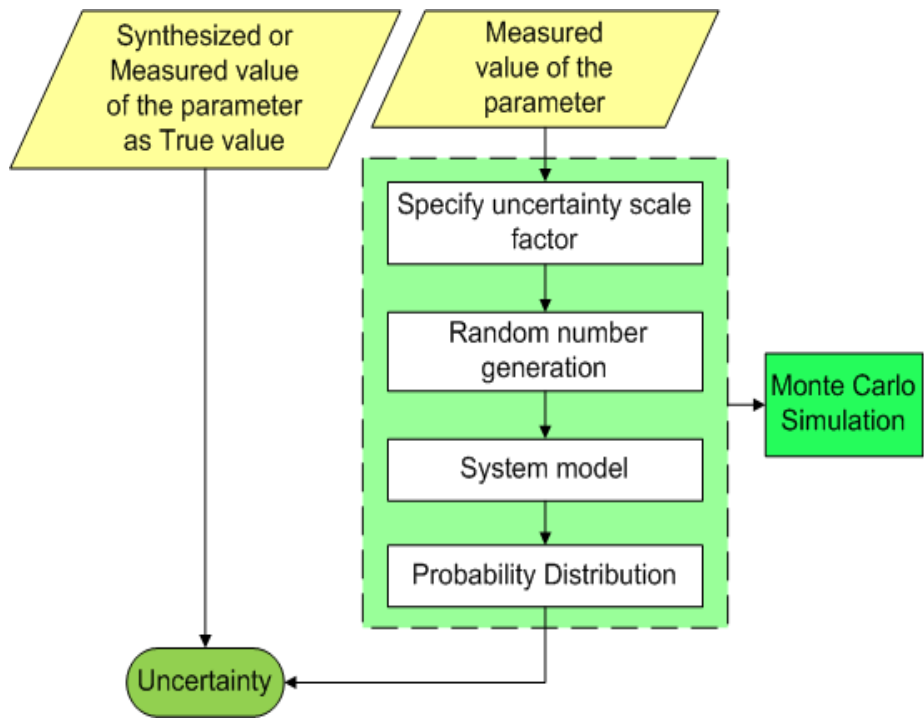 Synthesized or
Measured value
of the parameter
as True value
Measured
value of the
parameter
Specify uncertainty scale
factor
Random number
generation
System model
Probability Distribution
Monte Carlo
Simulation
Uncertainty